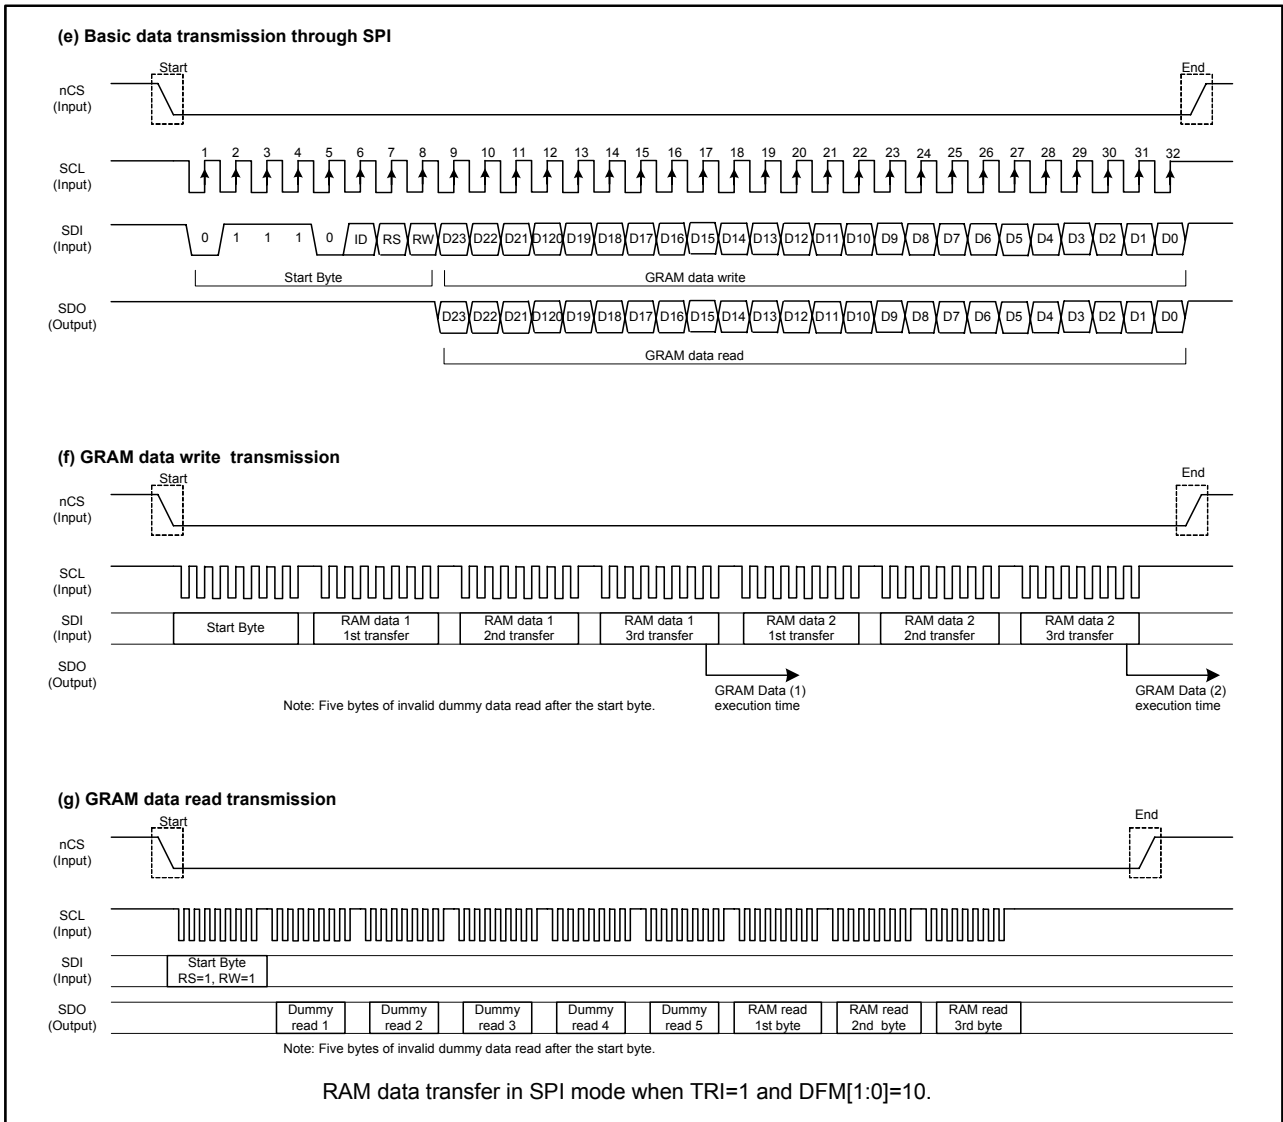 (e) Basic data transmission through SPI
Start
End
nCS
(Input)
1 2 3 4 5 6 7 8 9 10 11 12 13 14 15 16 17 18 19 20 21 22 23 24 25 26 27 28 29 30 31 32
SCL
(Input)
SDI
(Input)
0 1 1 1 0 ID RS RW D23 D22 D21 D120 D19 D18 D17 D16 D15 D14 D13 D12 D11 D10 D9 D8 D7 D6 D5 D4 D3 D2 D1 D0
Start Byte
GRAM data write
SDO
(Output)
D23 D22 D21 D120 D19 D18 D17 D16 D15 D14 D13 D12 D11 D10 D9 D8 D7 D6 D5 D4 D3 D2 D1 D0
GRAM data read
(f) GRAM data write transmission
Start
End
nCS
(Input)
SCL
(Input)
SDI
(Input)
Start Byte
RAM data 1
1st transfer
RAM data 1
2nd transfer
RAM data 1
3rd transfer
RAM data 2
1st transfer
RAM data 2
2nd transfer
RAM data 2
3rd transfer
SDO
(Output)
GRAM Data (1)
execution time
GRAM Data (2)
execution time
Note: Five bytes of invalid dummy data read after the start byte.
(g) GRAM data read transmission
Start
End
nCS
(Input)
SCL
(Input)
SDI
(Input)
Start Byte
RS=1, RW=1
SDO
(Output)
Dummy
read 1
Dummy
read 2
Dummy
read 3
Dummy
read 4
Dummy
read 5
RAM read
1st byte
RAM read
2nd byte
RAM read
3rd byte
Note: Five bytes of invalid dummy data read after the start byte.
RAM data transfer in SPI mode when TRI=1 and DFM[1:0]=10.